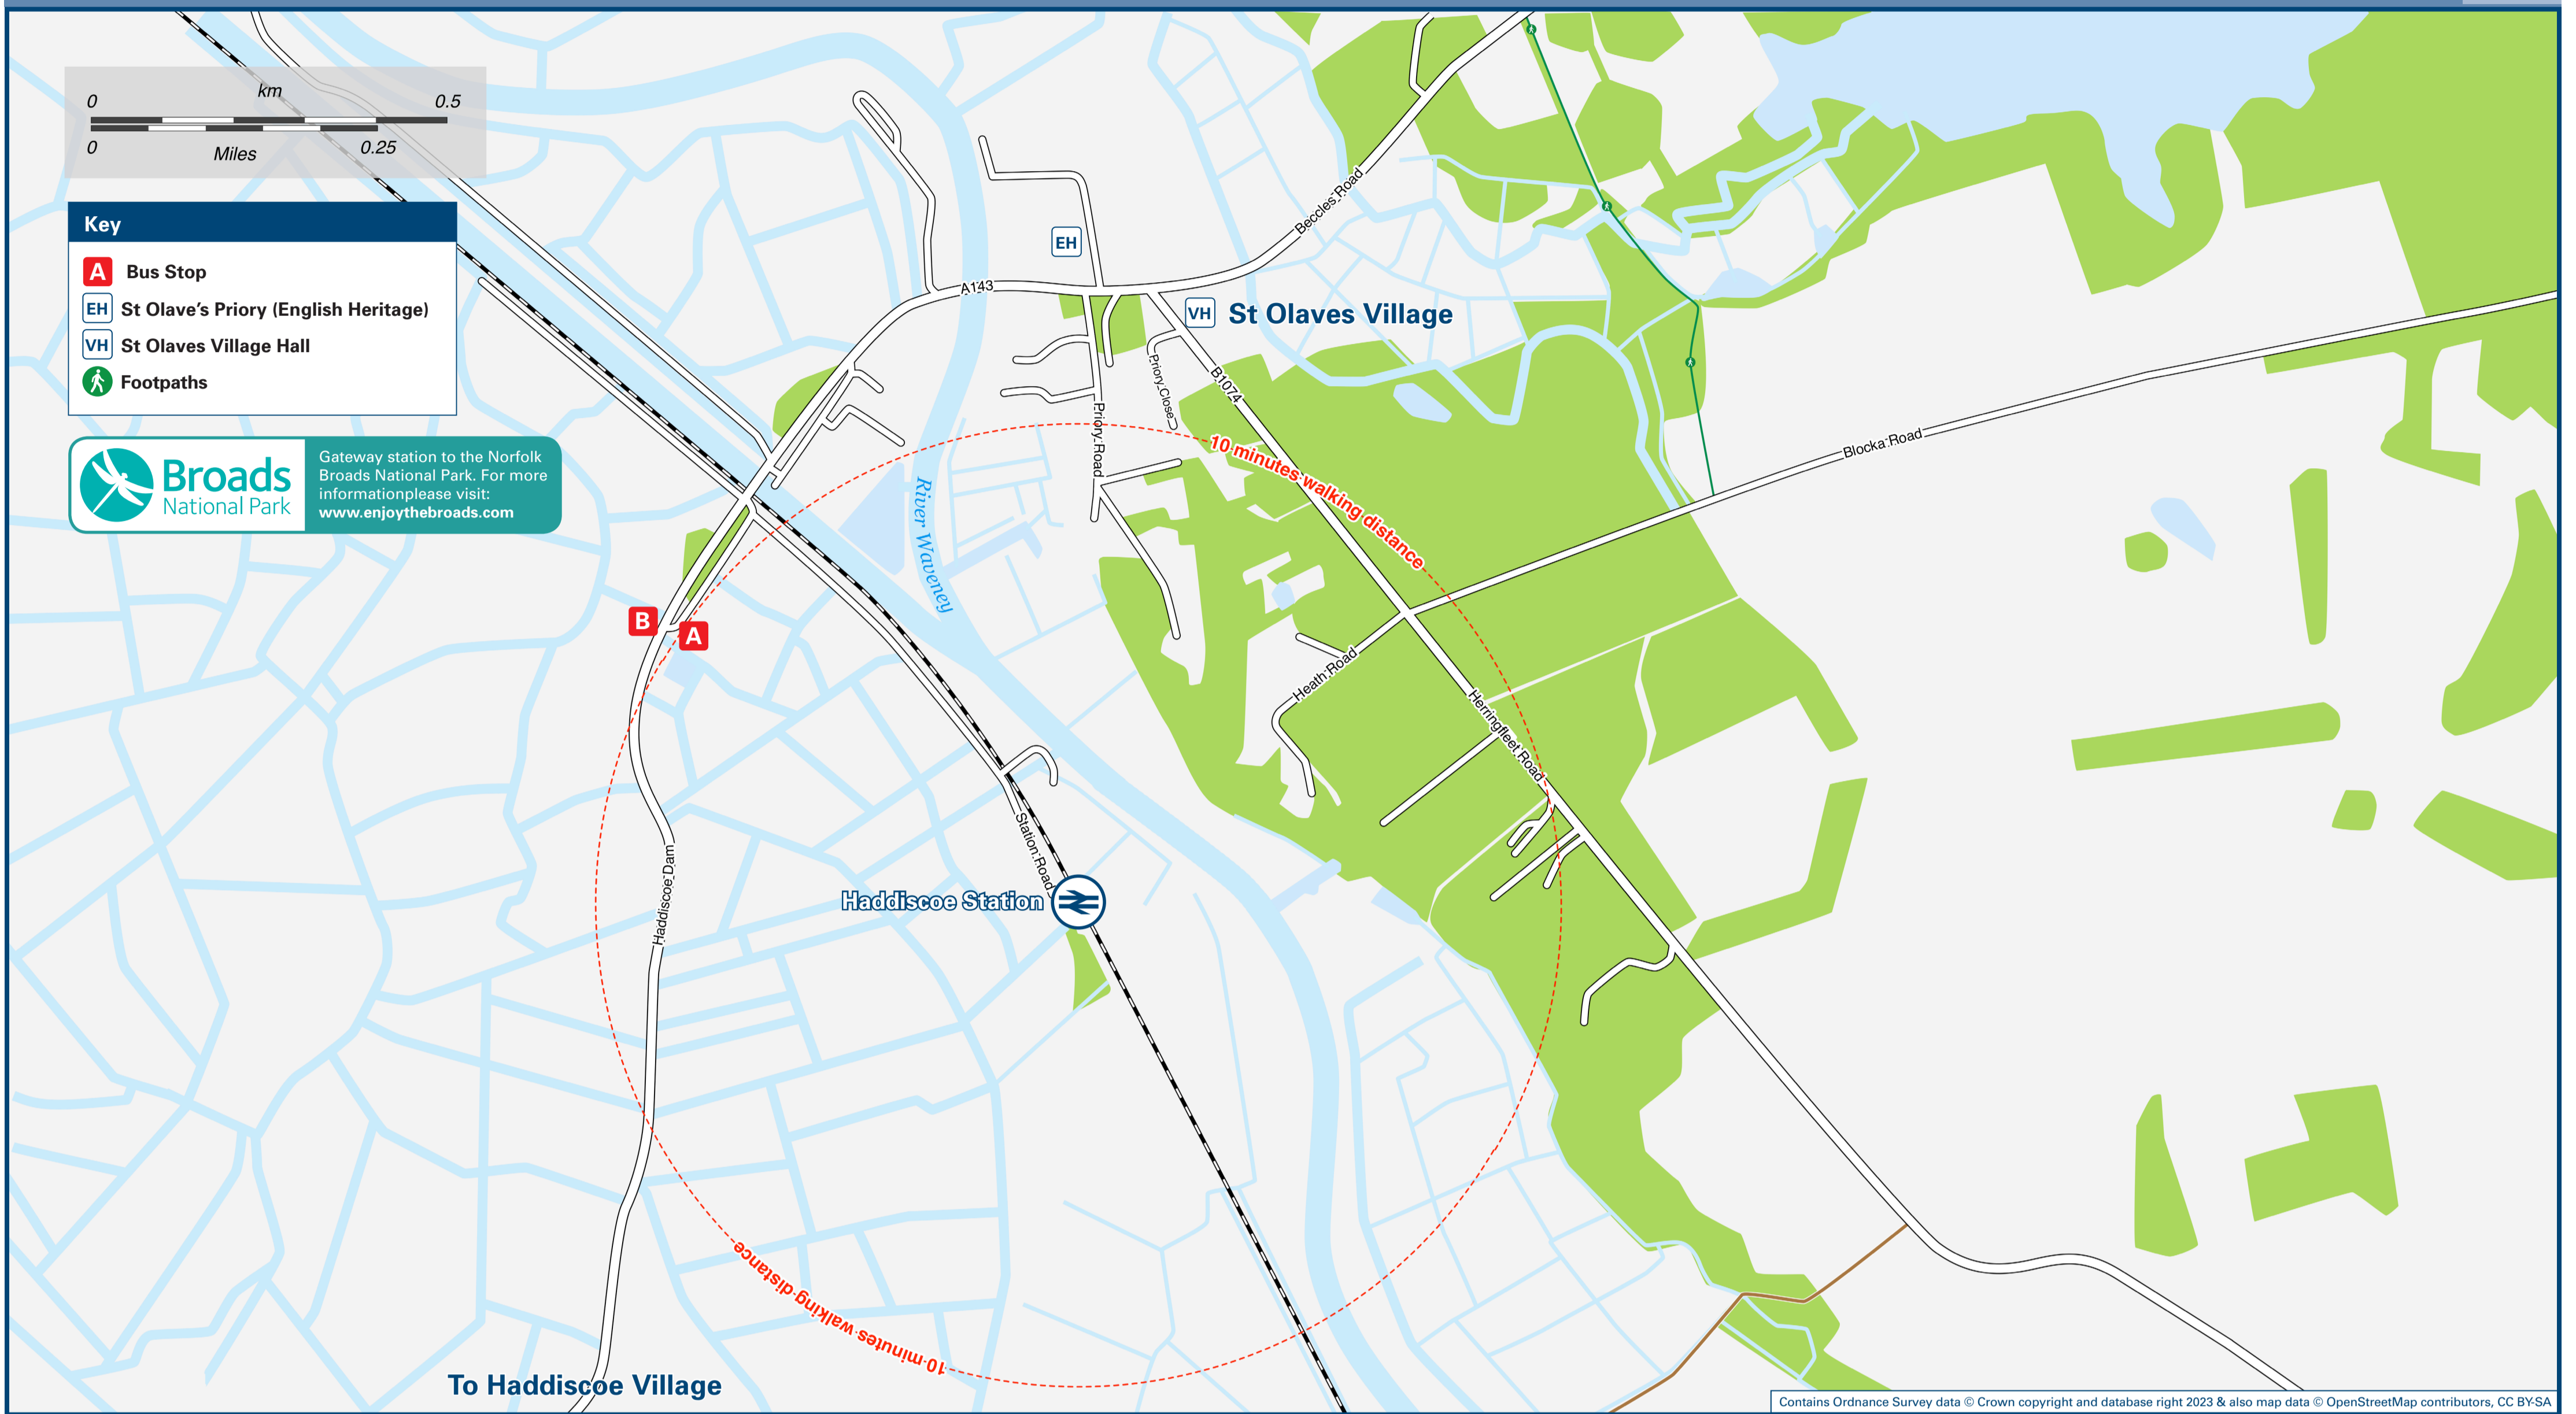 km
0
0.5
0
Miles
0.25
Key
A Bus Stop
EH St Olave's Priory (English Heritage)
VH St Olaves Village Hall
Footpaths
Broads
National Park
Gateway station to the Norfolk
Broads National Park. For more
informationplease visit:
www.enjoythebroads.com
Beccles Road
EH
A143
VH St Olaves Village
Priory Close
B1074
Priory Road
10 minutes walking distance
Blocka Road
River Waveney
B
A
Heath Road
Herringfleet Road
Station Road
Haddiscoe Dam
Haddiscoe Station
10 minutes walking distance
To Haddiscoe Village
Contains Ordnance Survey data © Crown copyright and database right 2023 & also map data © OpenStreetMap contributors, CC BY-SA